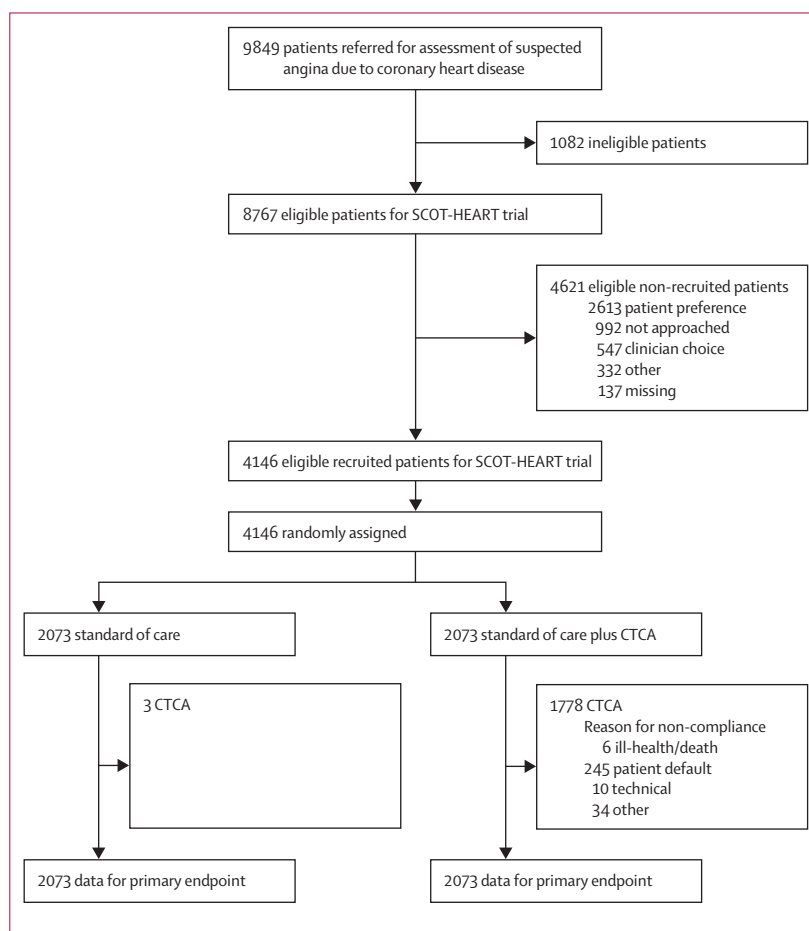 9849 patients referred for assessment of suspected
angina due to coronary heart disease
1082 ineligible patients
8767 eligible patients for SCOT-HEART trial
4621 eligible non-recruited patients
2613 patient preference
992 not approached
547 clinician choice
332 other
137 missing
4146 eligible recruited patients for SCOT-HEART trial
4146 randomly assigned
2073 standard of care
2073 standard of care plus CTCA
3 CTCA
1778 CTCA
Reason for non-compliance
6 ill-health/death
245 patient default
10 technical
34 other
2073 data for primary endpoint
2073 data for primary endpoint